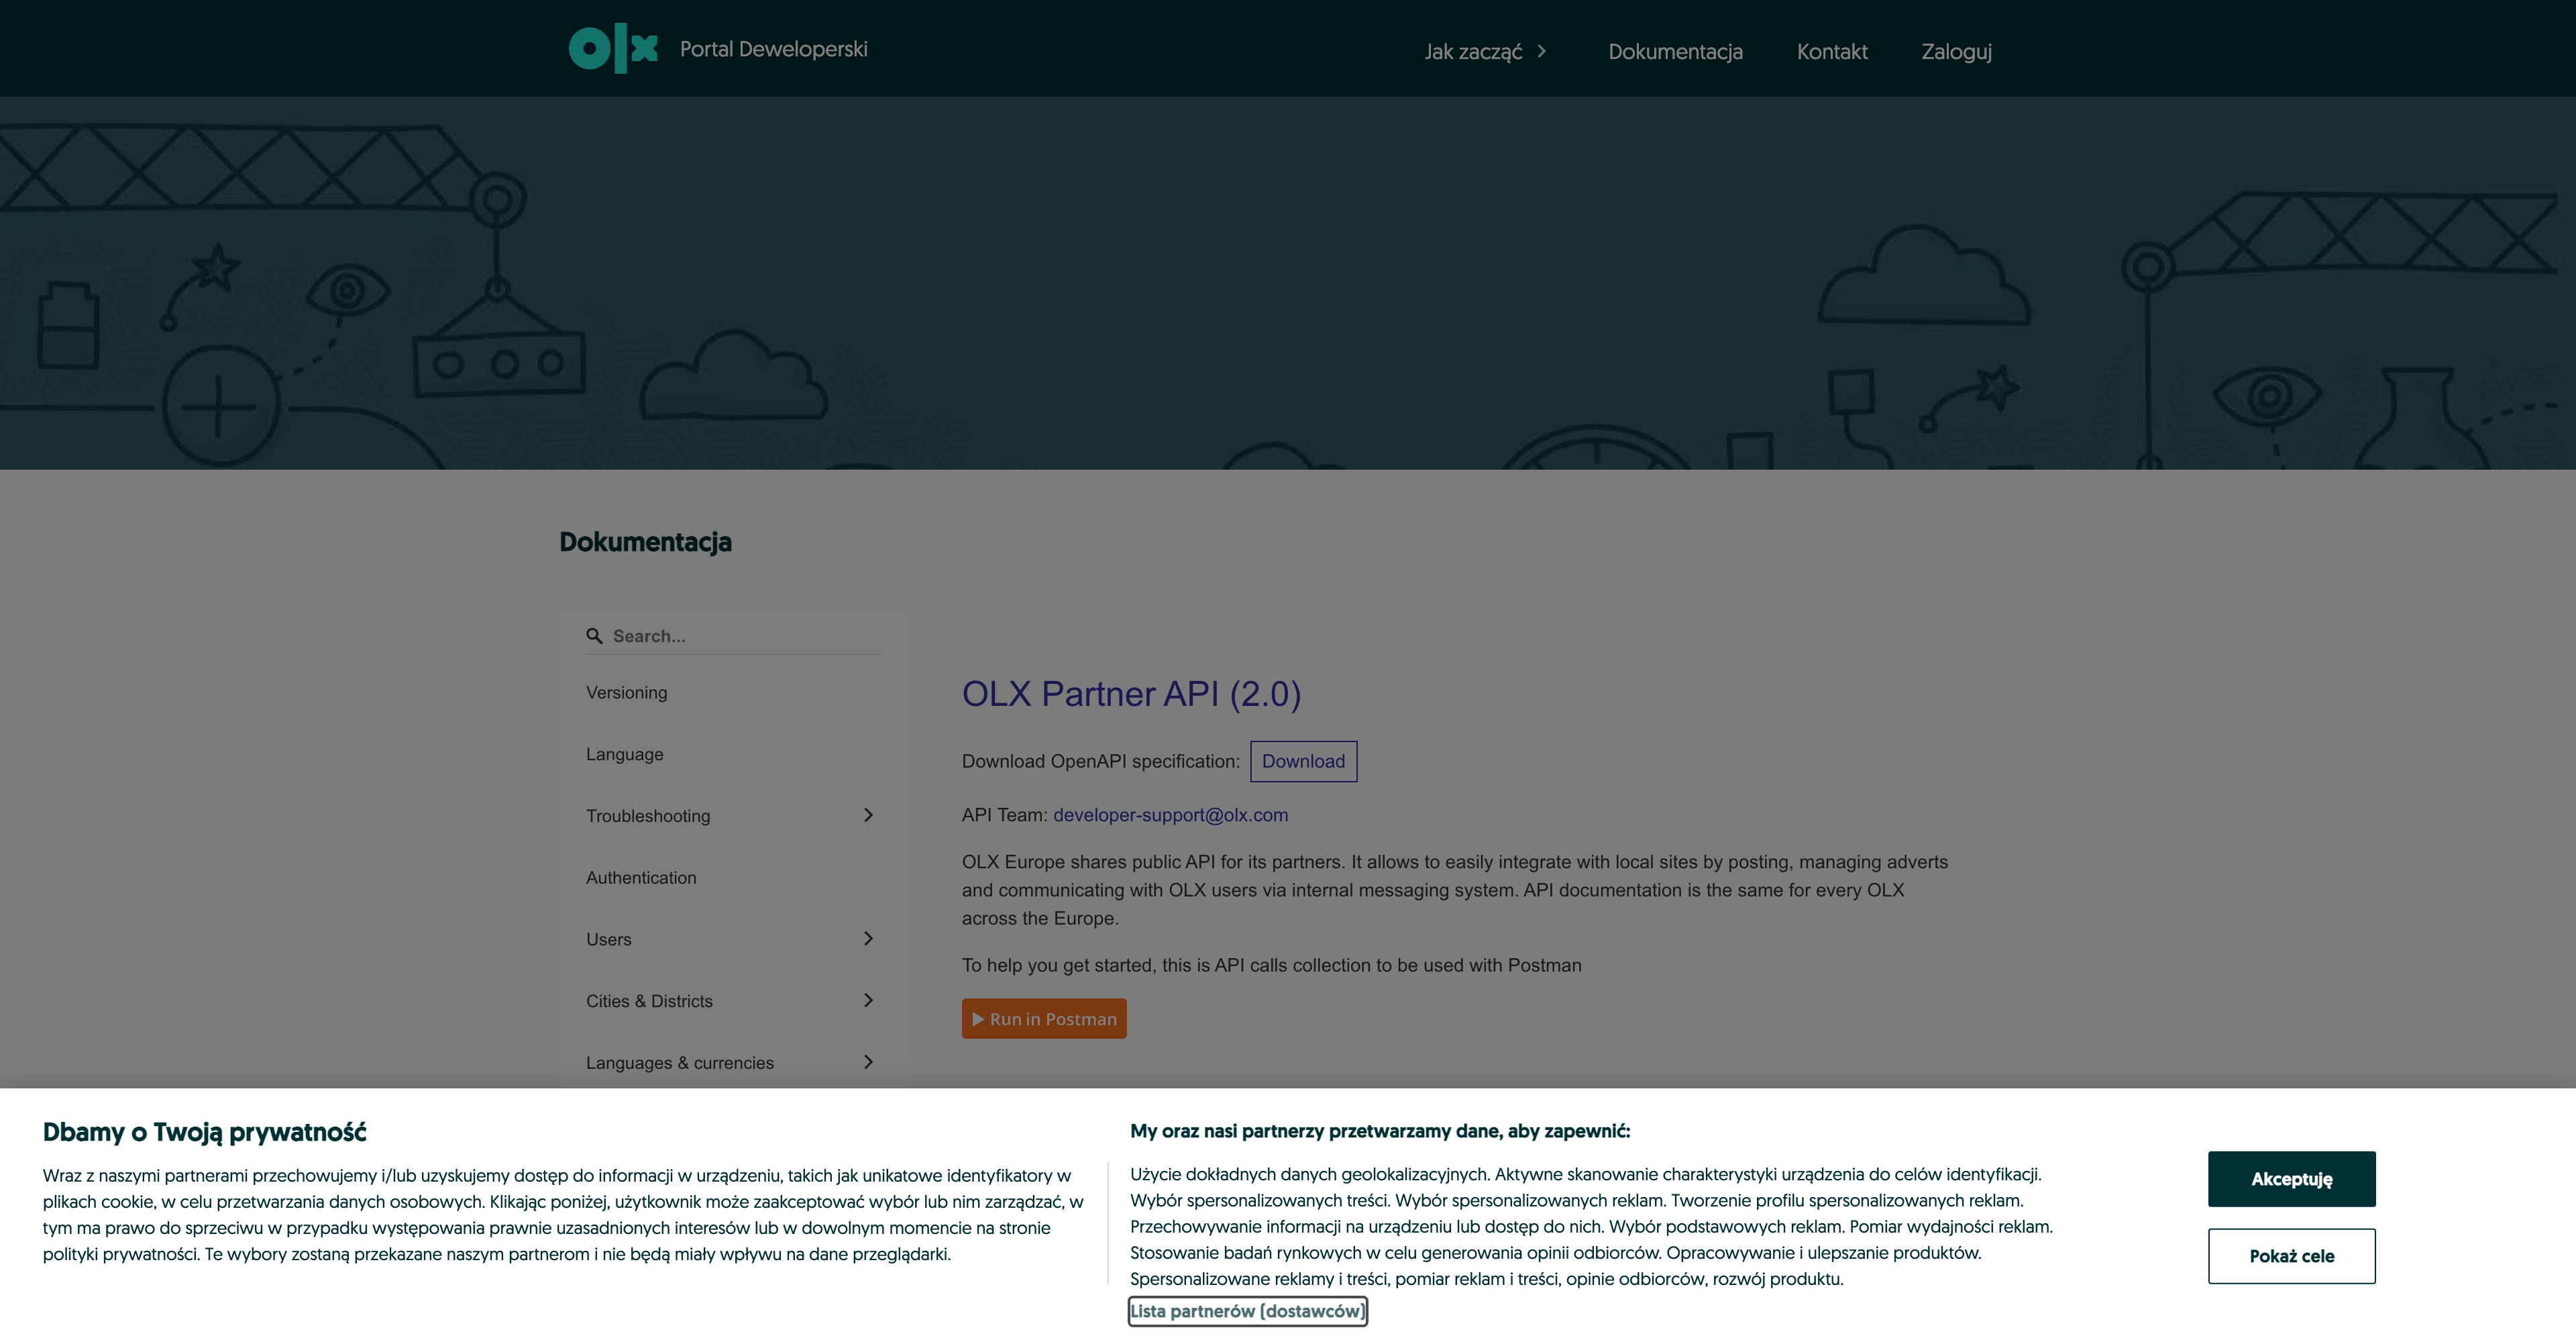 olx Portal Deweloperski
Jak zacząć
Dokumentacja
Kontakt
Zaloguj
Dokumentacja
Search...
Versioning
Language
Troubleshooting
Authentication
Users
Cities & Districts
Languages & currencies
OLX Partner API (2.0)
Download OpenAPI specification: Download
API Team: developer-support@olx.com
OLX Europe shares public API for its partners. It allows to easily integrate with local sites by posting, managing adverts
and communicating with OLX users via internal messaging system. API documentation is the same for every OLX
across the Europe.
To help you get started, this is API calls collection to be used with Postman
Run in Postman
Dbamy o Twoją prywatność
Wraz z naszymi partnerami przechowujemy i/lub uzyskujemy dostęp do informacji w urządzeniu, takich jak unikatowe identyfikatory w
plikach cookie, w celu przetwarzania danych osobowych. Klikając poniżej, użytkownik może zaakceptować wybór lub nim zarządzać, w
tym ma prawo do sprzeciwu w przypadku występowania prawnie uzasadnionych interesów lub w dowolnym momencie na stronie
polityki prywatności. Te wybory zostaną przekazane naszym partnerom i nie będą miały wpływu na dane przeglądarki.
My oraz nasi partnerzy przetwarzamy dane, aby zapewnić:
Użycie dokładnych danych geolokalizacyjnych. Aktywne skanowanie charakterystyki urządzenia do celów identyfikacji.
Wybór spersonalizowanych treści. Wybór spersonalizowanych reklam. Tworzenie profilu spersonalizowanych reklam.
Przechowywanie informacji na urządzeniu lub dostęp do nich. Wybór podstawowych reklam. Pomiar wydajności reklam.
Stosowanie badań rynkowych w celu generowania opinii odbiorców. Opracowywanie i ulepszanie produktów.
Spersonalizowane reklamy i treści, pomiar reklam i treści, opinie odbiorców, rozwój produktu.
Lista partnerów (dostawców)
Akceptuję
Pokaż cele